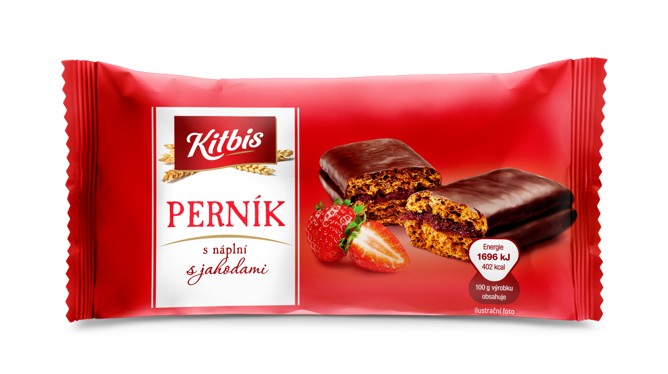 Kitbis
PERNÍK
s náplní
s jahodami
Energie
1696 kJ
402 kcal
100 g výrobku
obsahuje
Ilustrační foto